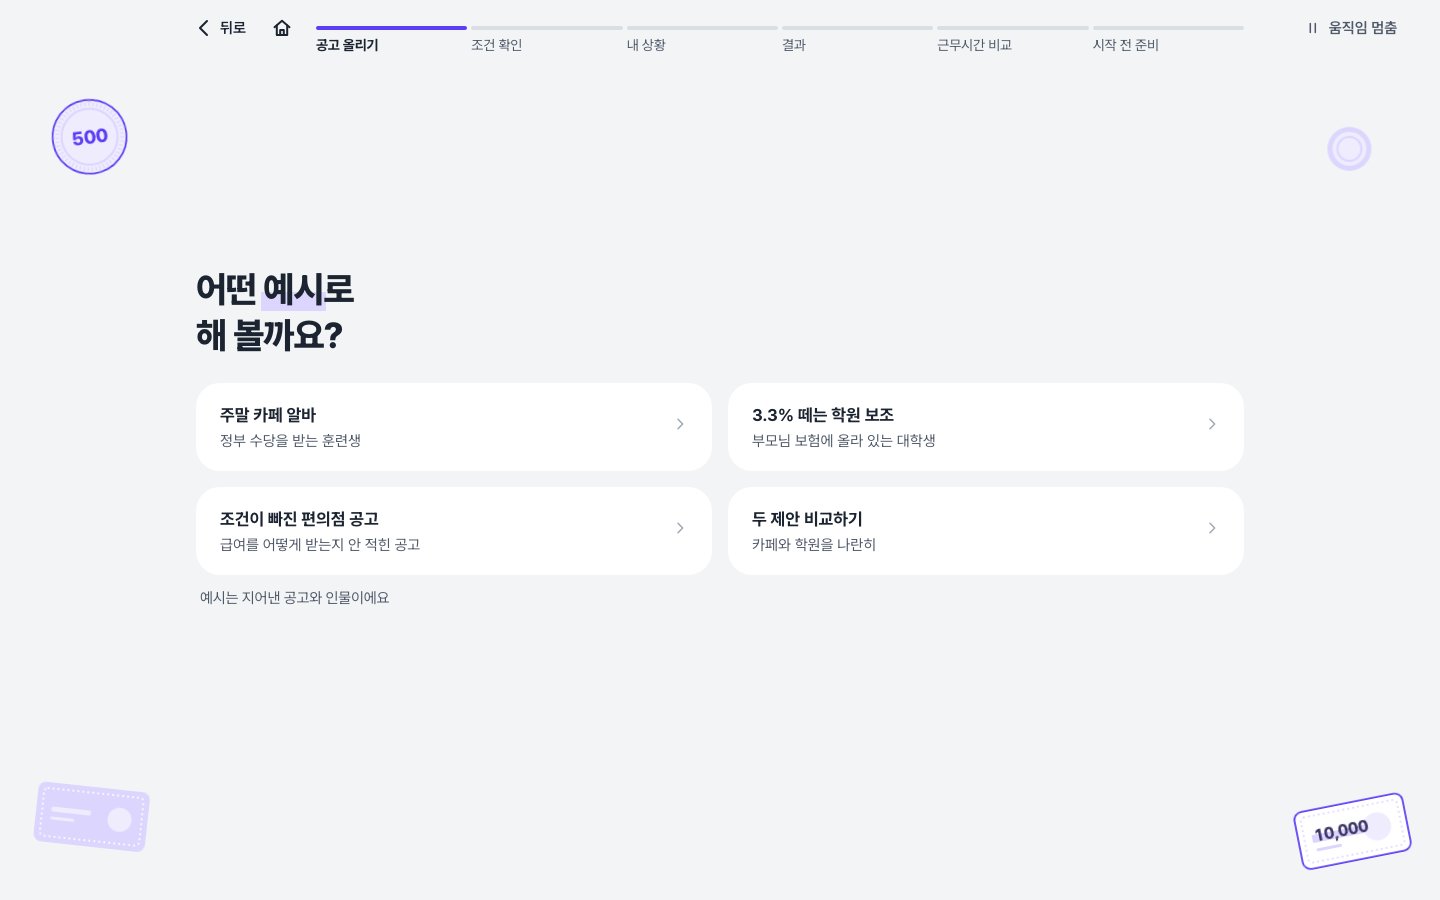 뒤로
공고 올리기
조건 확인
내 상황
결과
근무시간 비교
시작 전 준비
움직임 멈춤
500
어떤 예시로
해 볼까요?
주말 카페 알바
정부 수당을 받는 훈련생
3.3% 떼는 학원 보조
부모님 보험에 올라 있는 대학생
조건이 빠진 편의점 공고
급여를 어떻게 받는지 안 적힌 공고
두 제안 비교하기
카페와 학원을 나란히
예시는 지어낸 공고와 인물이에요
10,000